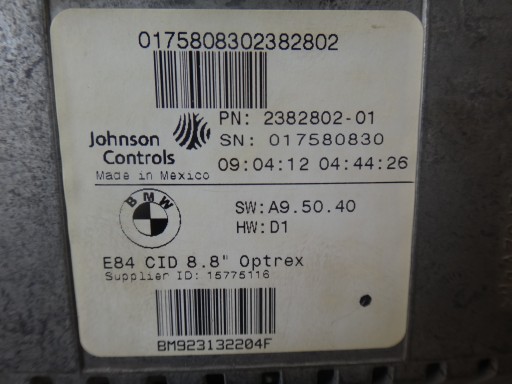 0175808302382802
PN: 2382802-01
SN: 017580830
Johnson
Controls
09:04:12 04:44:26
Made in Mexico
BMW
SW:A9.50.40
HW:D1
E84 CID 8.8" Optrex
Supplier ID: 15775116
BM923132204F